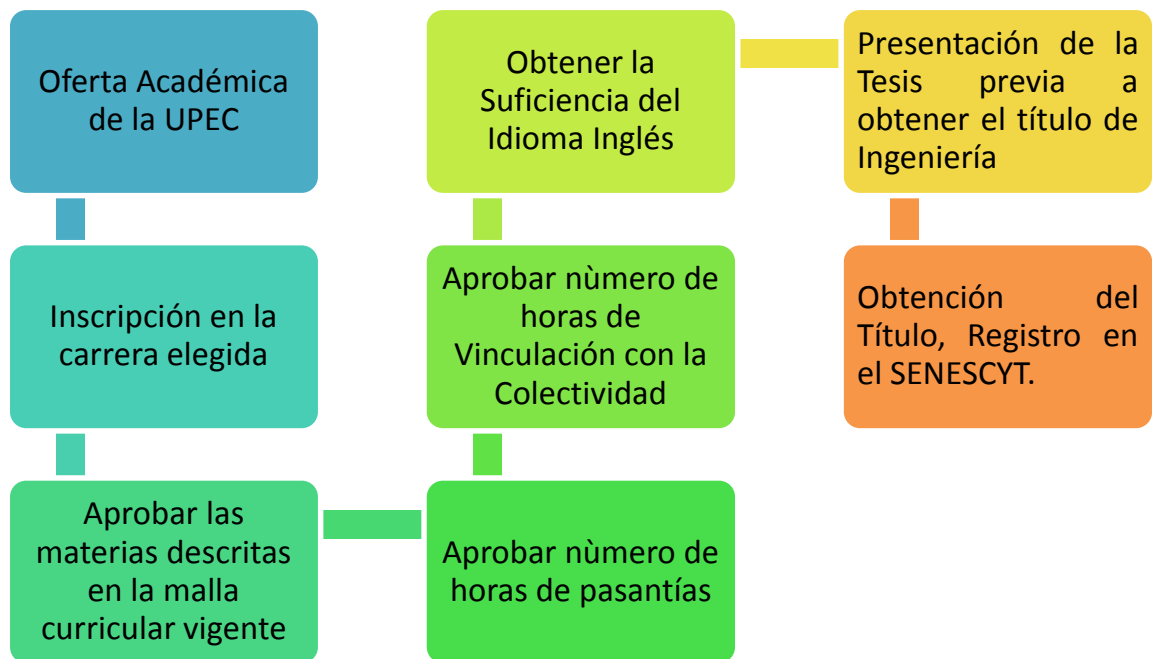 Oferta Académica
de la UPEC
Inscripción en la
carrera elegida
Aprobar las
materias descritas
en la malla
curricular vigente
Aprobar nùmero de
horas de pasantías
Aprobar nùmero de
horas de
Vinculación con la
Colectividad
Obtener la
Suficiencia del
Idioma Inglés
Presentación de la
Tesis previa a
obtener el título de
Ingeniería
Obtención del
Título, Registro en
el SENESCYT.